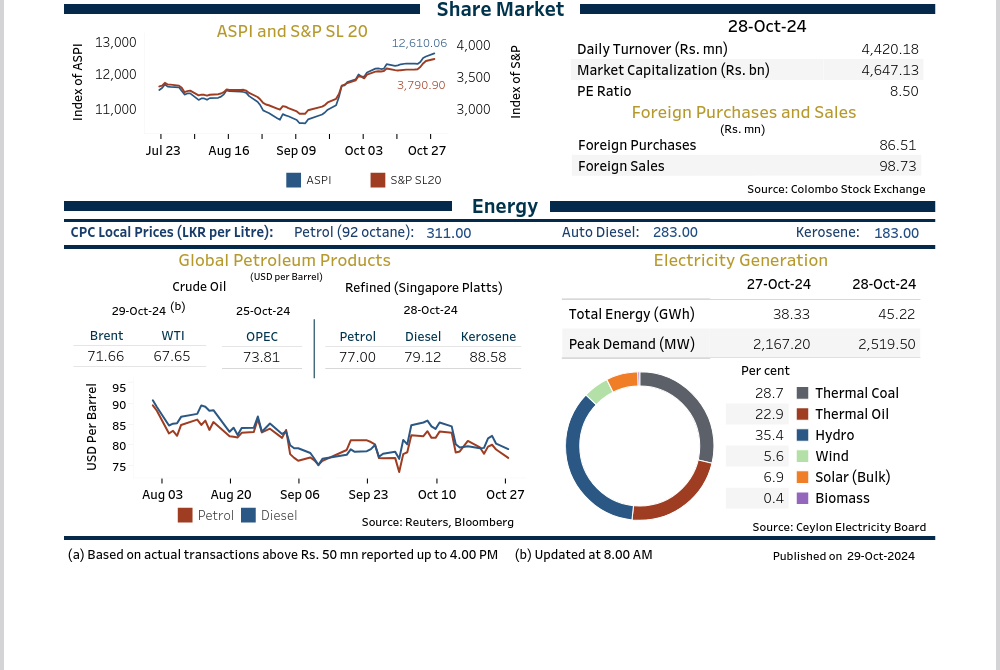 Share Market
ASPI and S&P SL 20
Index of ASPI
13,000
12,000
11,000
12,610.06
3,790.90
4,000
3,500
3,000
Index of S&P
Jul 23 Aug 16 Sep 09 Oct 03 Oct 27
ASPI S&P SL20
28-Oct-24
Daily Turnover (Rs. mn) 4,420.18
Market Capitalization (Rs. bn) 4,647.13
PE Ratio 8.50
Foreign Purchases and Sales
(Rs. mn)
Foreign Purchases 86.51
Foreign Sales 98.73
Source: Colombo Stock Exchange
Energy
CPC Local Prices (LKR per Litre): Petrol (92 octane): 311.00 Auto Diesel: 283.00 Kerosene: 183.00
Global Petroleum Products
(USD per Barrel)
Crude Oil Refined (Singapore Platts)
29-Oct-24 (b) 25-Oct-24 28-Oct-24
Brent WTI OPEC Petrol Diesel Kerosene
71.66 67.65 73.81 77.00 79.12 88.58
USD Per Barrel
95
90
85
80
75
Aug 03 Aug 20 Sep 06 Sep 23 Oct 10 Oct 27
Petrol Diesel
Source: Reuters, Bloomberg
Electricity Generation
27-Oct-24 28-Oct-24
Total Energy (GWh) 38.33 45.22
Peak Demand (MW) 2,167.20 2,519.50
Per cent
28.7 Thermal Coal
22.9 Thermal Oil
35.4 Hydro
5.6 Wind
6.9 Solar (Bulk)
0.4 Biomass
Source: Ceylon Electricity Board
(a) Based on actual transactions above Rs. 50 mn reported up to 4.00 PM (b) Updated at 8.00 AM Published on 29-Oct-2024